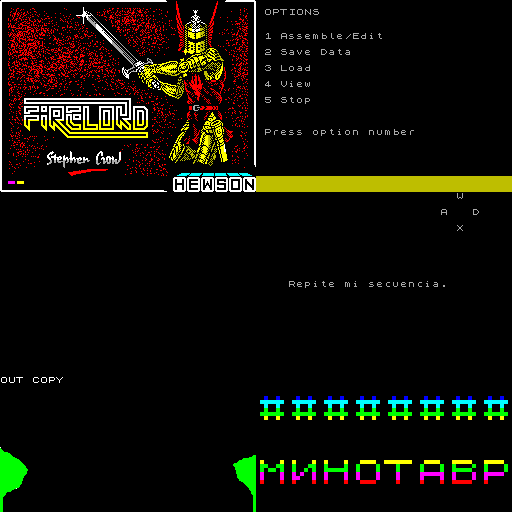 FIRELORD
Stephen Crow
HEWSON
OPTIONS
1 Assemble/Edit
2 Save Data
3 Load
4 View
5 Stop
Press option number
W
A D
X
Repite mi secuencia.
OUT COPY
########
МИНОТАВР